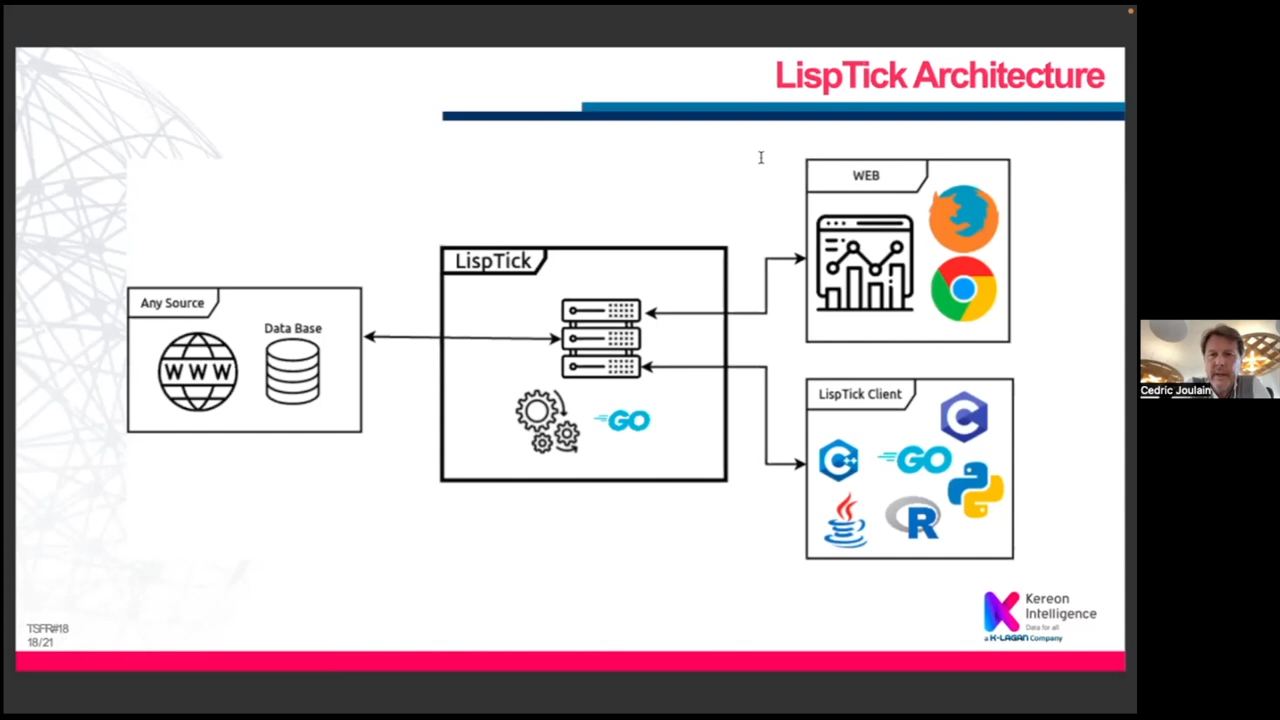 LispTick Architecture
WEB
LispTick
Any Source
Data Base
WWW
GO
LispTick Client
C
C++
GO
R
Cedric Joulain
Kereon
Intelligence
Data for all
a K-LAGAN Company
TSFR#18
18/21